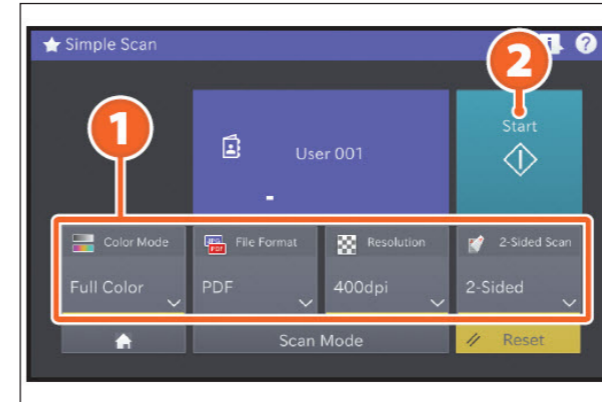 Simple Scan
2
1
Start
User 001
Color Mode
File Format
Resolution
2-Sided Scan
Full Color
PDF
400dpi
2-Sided
Scan Mode
Reset